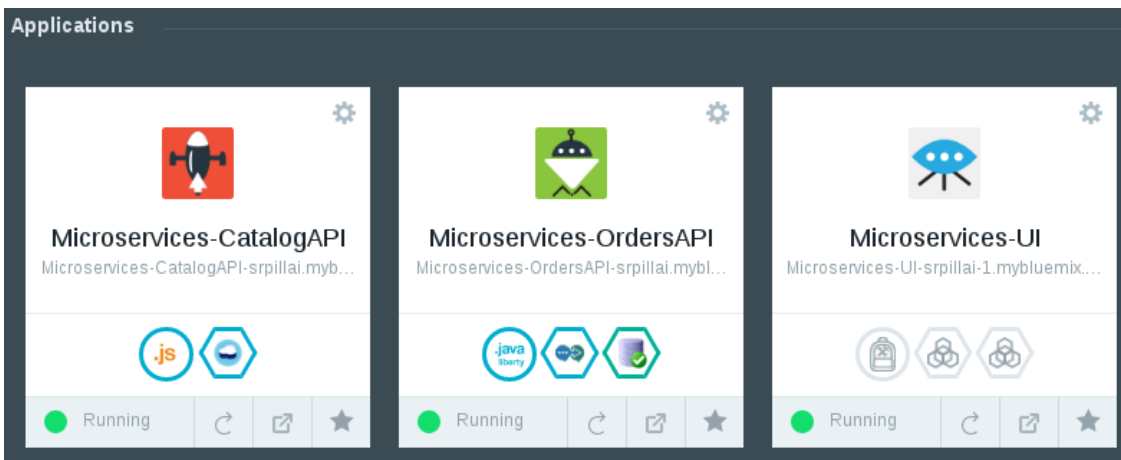 Applications
Microservices-CatalogAPI
Microservices-CatalogAPI-srpillai.myb...
.js
Running
Microservices-OrdersAPI
Microservices-OrdersAPI-srpillai.mybl...
.java
liberty
Running
Microservices-UI
Microservices-UI-srpillai-1.mybluemix....
Running